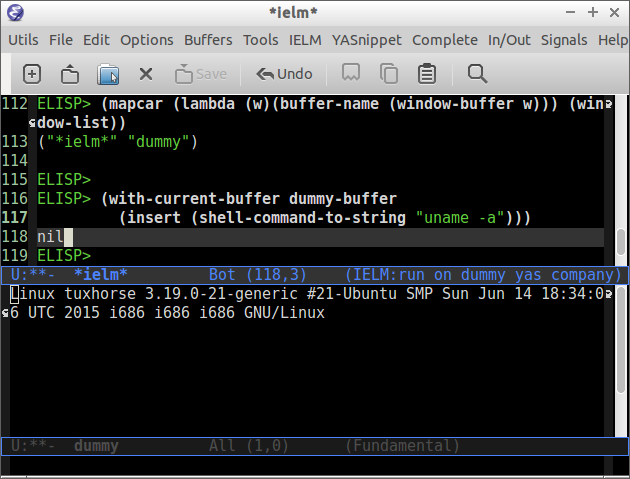 *ielm*
Utils File Edit Options Buffers Tools IELM YASnippet Complete In/Out Signals Help
Save Undo
112 ELISP> (mapcar (lambda (w)(buffer-name (window-buffer w))) (win
dow-list))
113 ("*ielm*" "dummy")
114
115 ELISP>
116 ELISP> (with-current-buffer dummy-buffer
117 (insert (shell-command-to-string "uname -a")))
118 nil
119 ELISP>
U:**- *ielm* Bot (118,3) (IELM:run on dummy yas company)
Linux tuxhorse 3.19.0-21-generic #21-Ubuntu SMP Sun Jun 14 18:34:0
6 UTC 2015 i686 i686 i686 GNU/Linux
U:**- dummy All (1,0) (Fundamental)